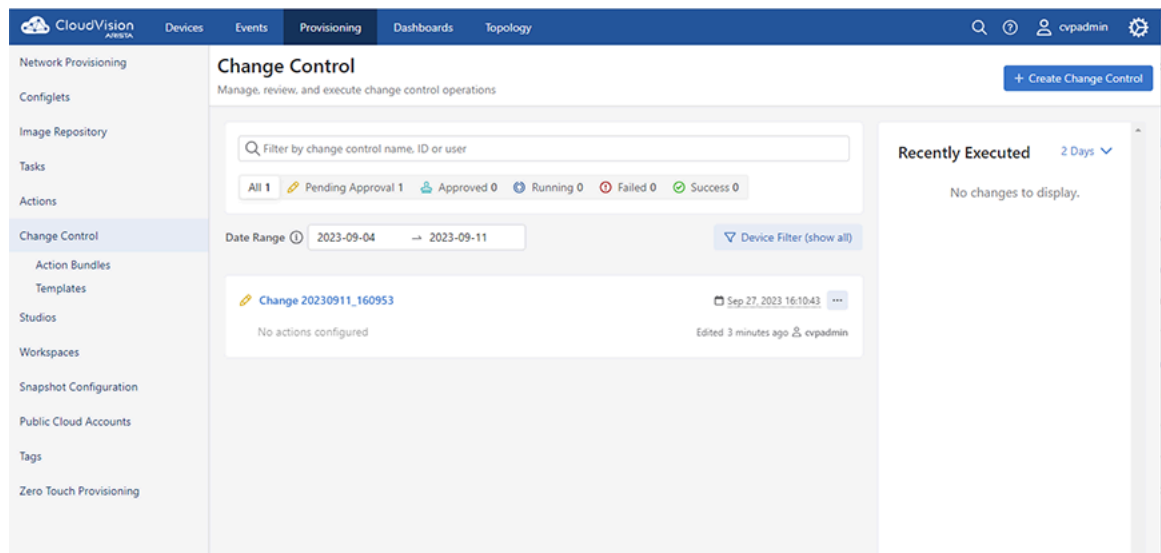 CloudVision
ARISTA
Devices
Events
Provisioning
Dashboards
Topology
cvpadmin
Network Provisioning
Configlets
Image Repository
Tasks
Actions
Change Control
Action Bundles
Templates
Studios
Workspaces
Snapshot Configuration
Public Cloud Accounts
Tags
Zero Touch Provisioning
Change Control
Manage, review, and execute change control operations
+ Create Change Control
Filter by change control name, ID or user
All 1 Pending Approval 1 Approved 0 Running 0 Failed 0 Success 0
Date Range 2023-09-04 → 2023-09-11
Device Filter (show all)
Change 20230911_160953
Sep 27, 2023 16:10:43 ...
No actions configured
Edited 3 minutes ago cvpadmin
Recently Executed 2 Days
No changes to display.